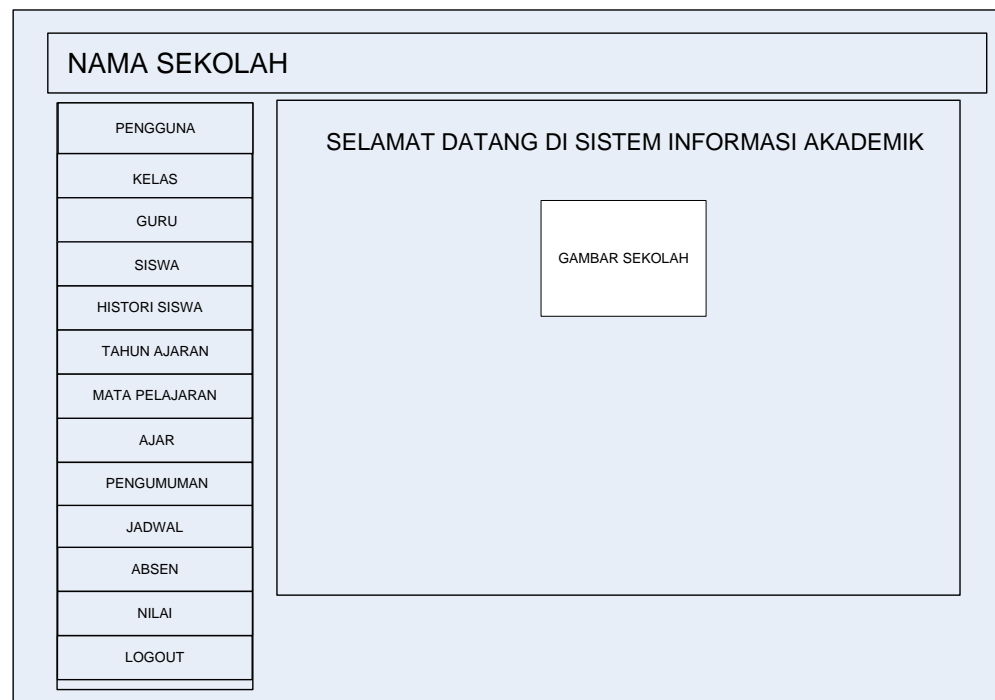 NAMA SEKOLAH
PENGGUNA
KELAS
GURU
SISWA
HISTORI SISWA
TAHUN AJARAN
MATA PELAJARAN
AJAR
PENGUMUMAN
JADWAL
ABSEN
NILAI
LOGOUT
SELAMAT DATANG DI SISTEM INFORMASI AKADEMIK
GAMBAR SEKOLAH